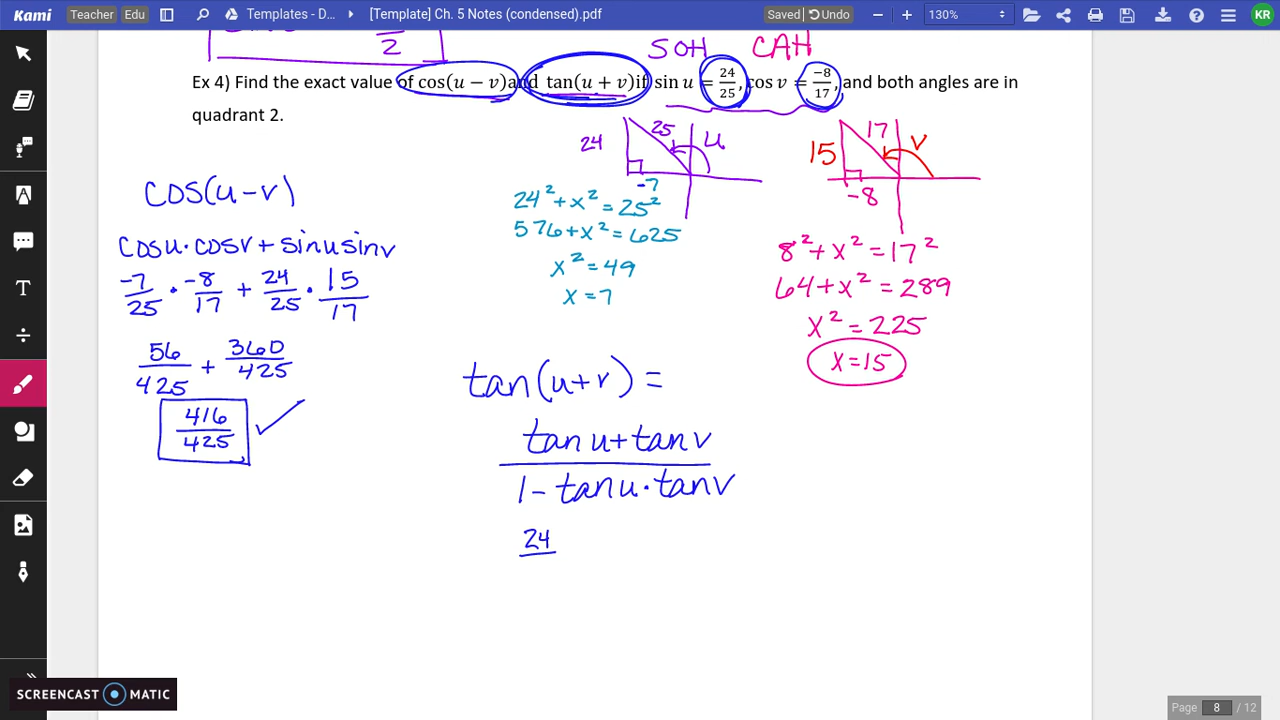 Kami
Teacher Edu
Templates - D...
[Template] Ch. 5 Notes (condensed).pdf
Saved Undo
130%
KR
SOH CAH
2
Ex 4) Find the exact value of cos(u − v)and tan(u + v)if sin u = 24/25, cos v = −8/17, and both angles are in
quadrant 2.
24 25 u -7
15 17 v -8
cos(u-v)
cosu·cosv + sinusinv
-7/25 · -8/17 + 24/25 · 15/17
56/425 + 360/425
416/425 ✓
24² + x² = 25²
576 + x² = 625
x² = 49
x = 7
8² + x² = 17²
64 + x² = 289
x² = 225
x = 15
tan(u+v) =
tan u + tan v
1 - tan u · tan v
24
SCREENCAST MATIC
Page 8 / 12